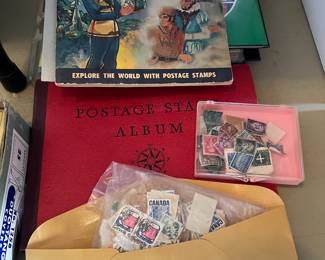 EXPLORE THE WORLD WITH POSTAGE STAMPS
POSTAGE STA
ALBUM
CANADA